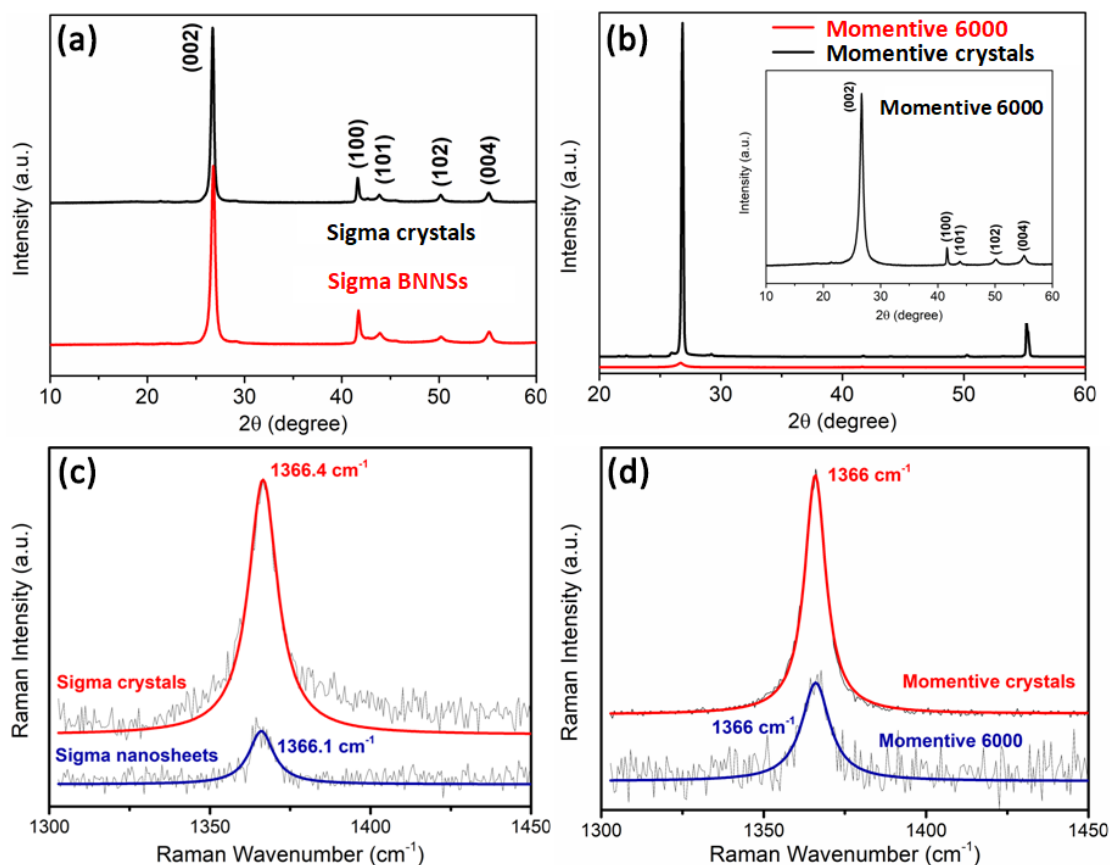 (a)
(002)
(100)
(101)
(102)
(004)
Sigma crystals
Sigma BNNSs
Intensity (a.u.)
10 20 30 40 50 60
2θ (degree)
(b)
Momentive 6000
Momentive crystals
Momentive 6000
(002)
(100)
(101)
(102)
(004)
Intensity (a.u.)
10 20 30 40 50 60
2θ (degree)
Intensity (a.u.)
20 30 40 50 60
2θ (degree)
(c)
1366.4 cm⁻¹
Sigma crystals
Sigma nanosheets
1366.1 cm⁻¹
Raman Intensity (a.u.)
1300 1350 1400 1450
Raman Wavenumber (cm⁻¹)
(d)
1366 cm⁻¹
Momentive crystals
1366 cm⁻¹
Momentive 6000
Raman Intensity (a.u.)
1300 1350 1400 1450
Raman Wavenumber (cm⁻¹)